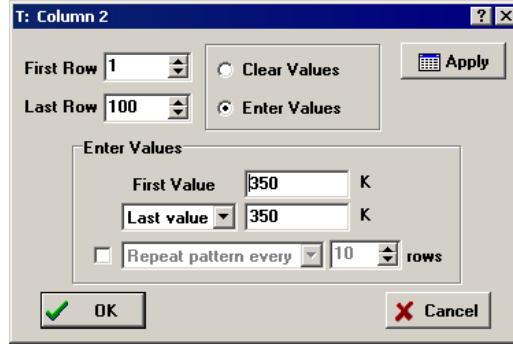 T: Column 2
First Row 1
Last Row 100
Clear Values
Enter Values
Apply
Enter Values
First Value 350 K
Last value 350 K
Repeat pattern every 10 rows
OK
Cancel